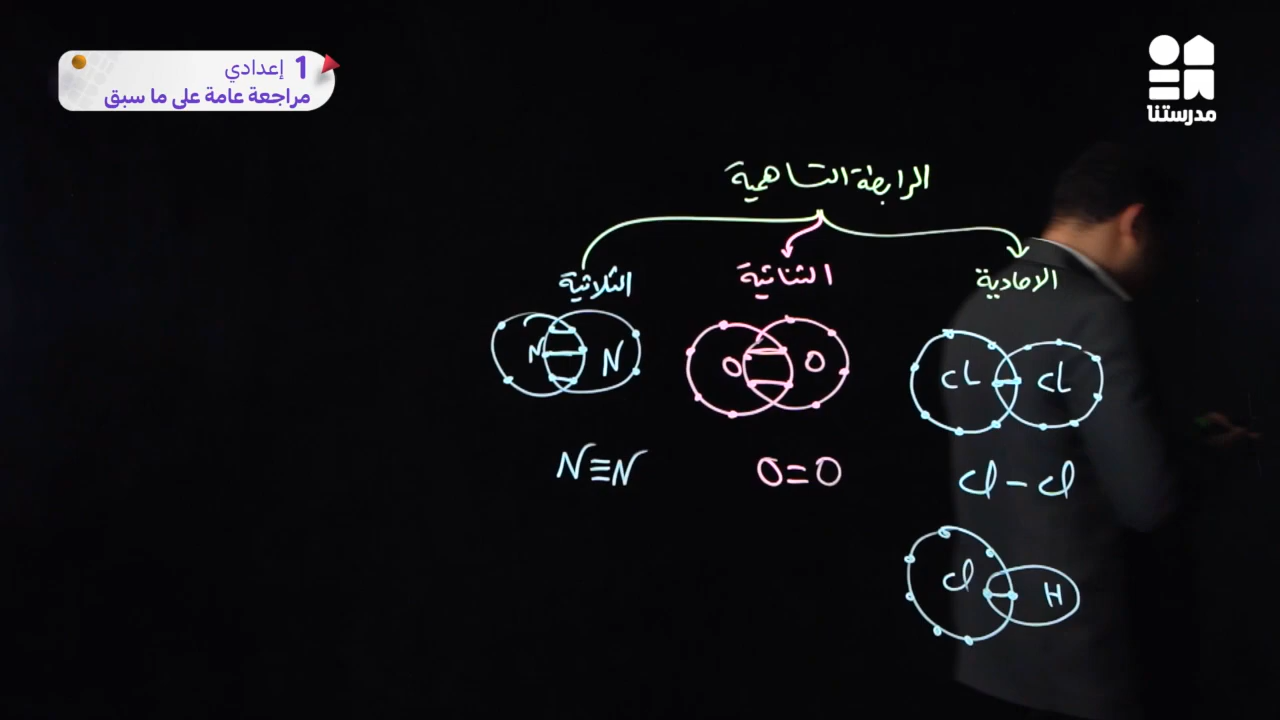 1 إعدادي
مراجعة عامة على ما سبق
مدرستنا
الرابطة التساهمية
الاحادية
الثنائية
الثلاثية
CL CL
O O
N N
Cl - Cl
O=O
N≡N
Cl H